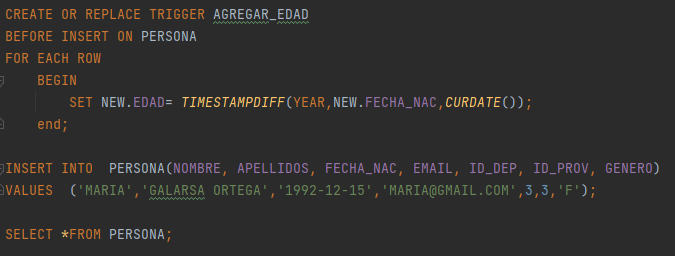 CREATE OR REPLACE TRIGGER AGREGAR_EDAD
BEFORE INSERT ON PERSONA
FOR EACH ROW
BEGIN
SET NEW.EDAD= TIMESTAMPDIFF(YEAR,NEW.FECHA_NAC,CURDATE());
end;
INSERT INTO  PERSONA(NOMBRE, APELLIDOS, FECHA_NAC, EMAIL, ID_DEP, ID_PROV, GENERO)
VALUES  ('MARIA','GALARSA ORTEGA','1992-12-15','MARIA@GMAIL.COM',3,3,'F');
SELECT *FROM PERSONA;